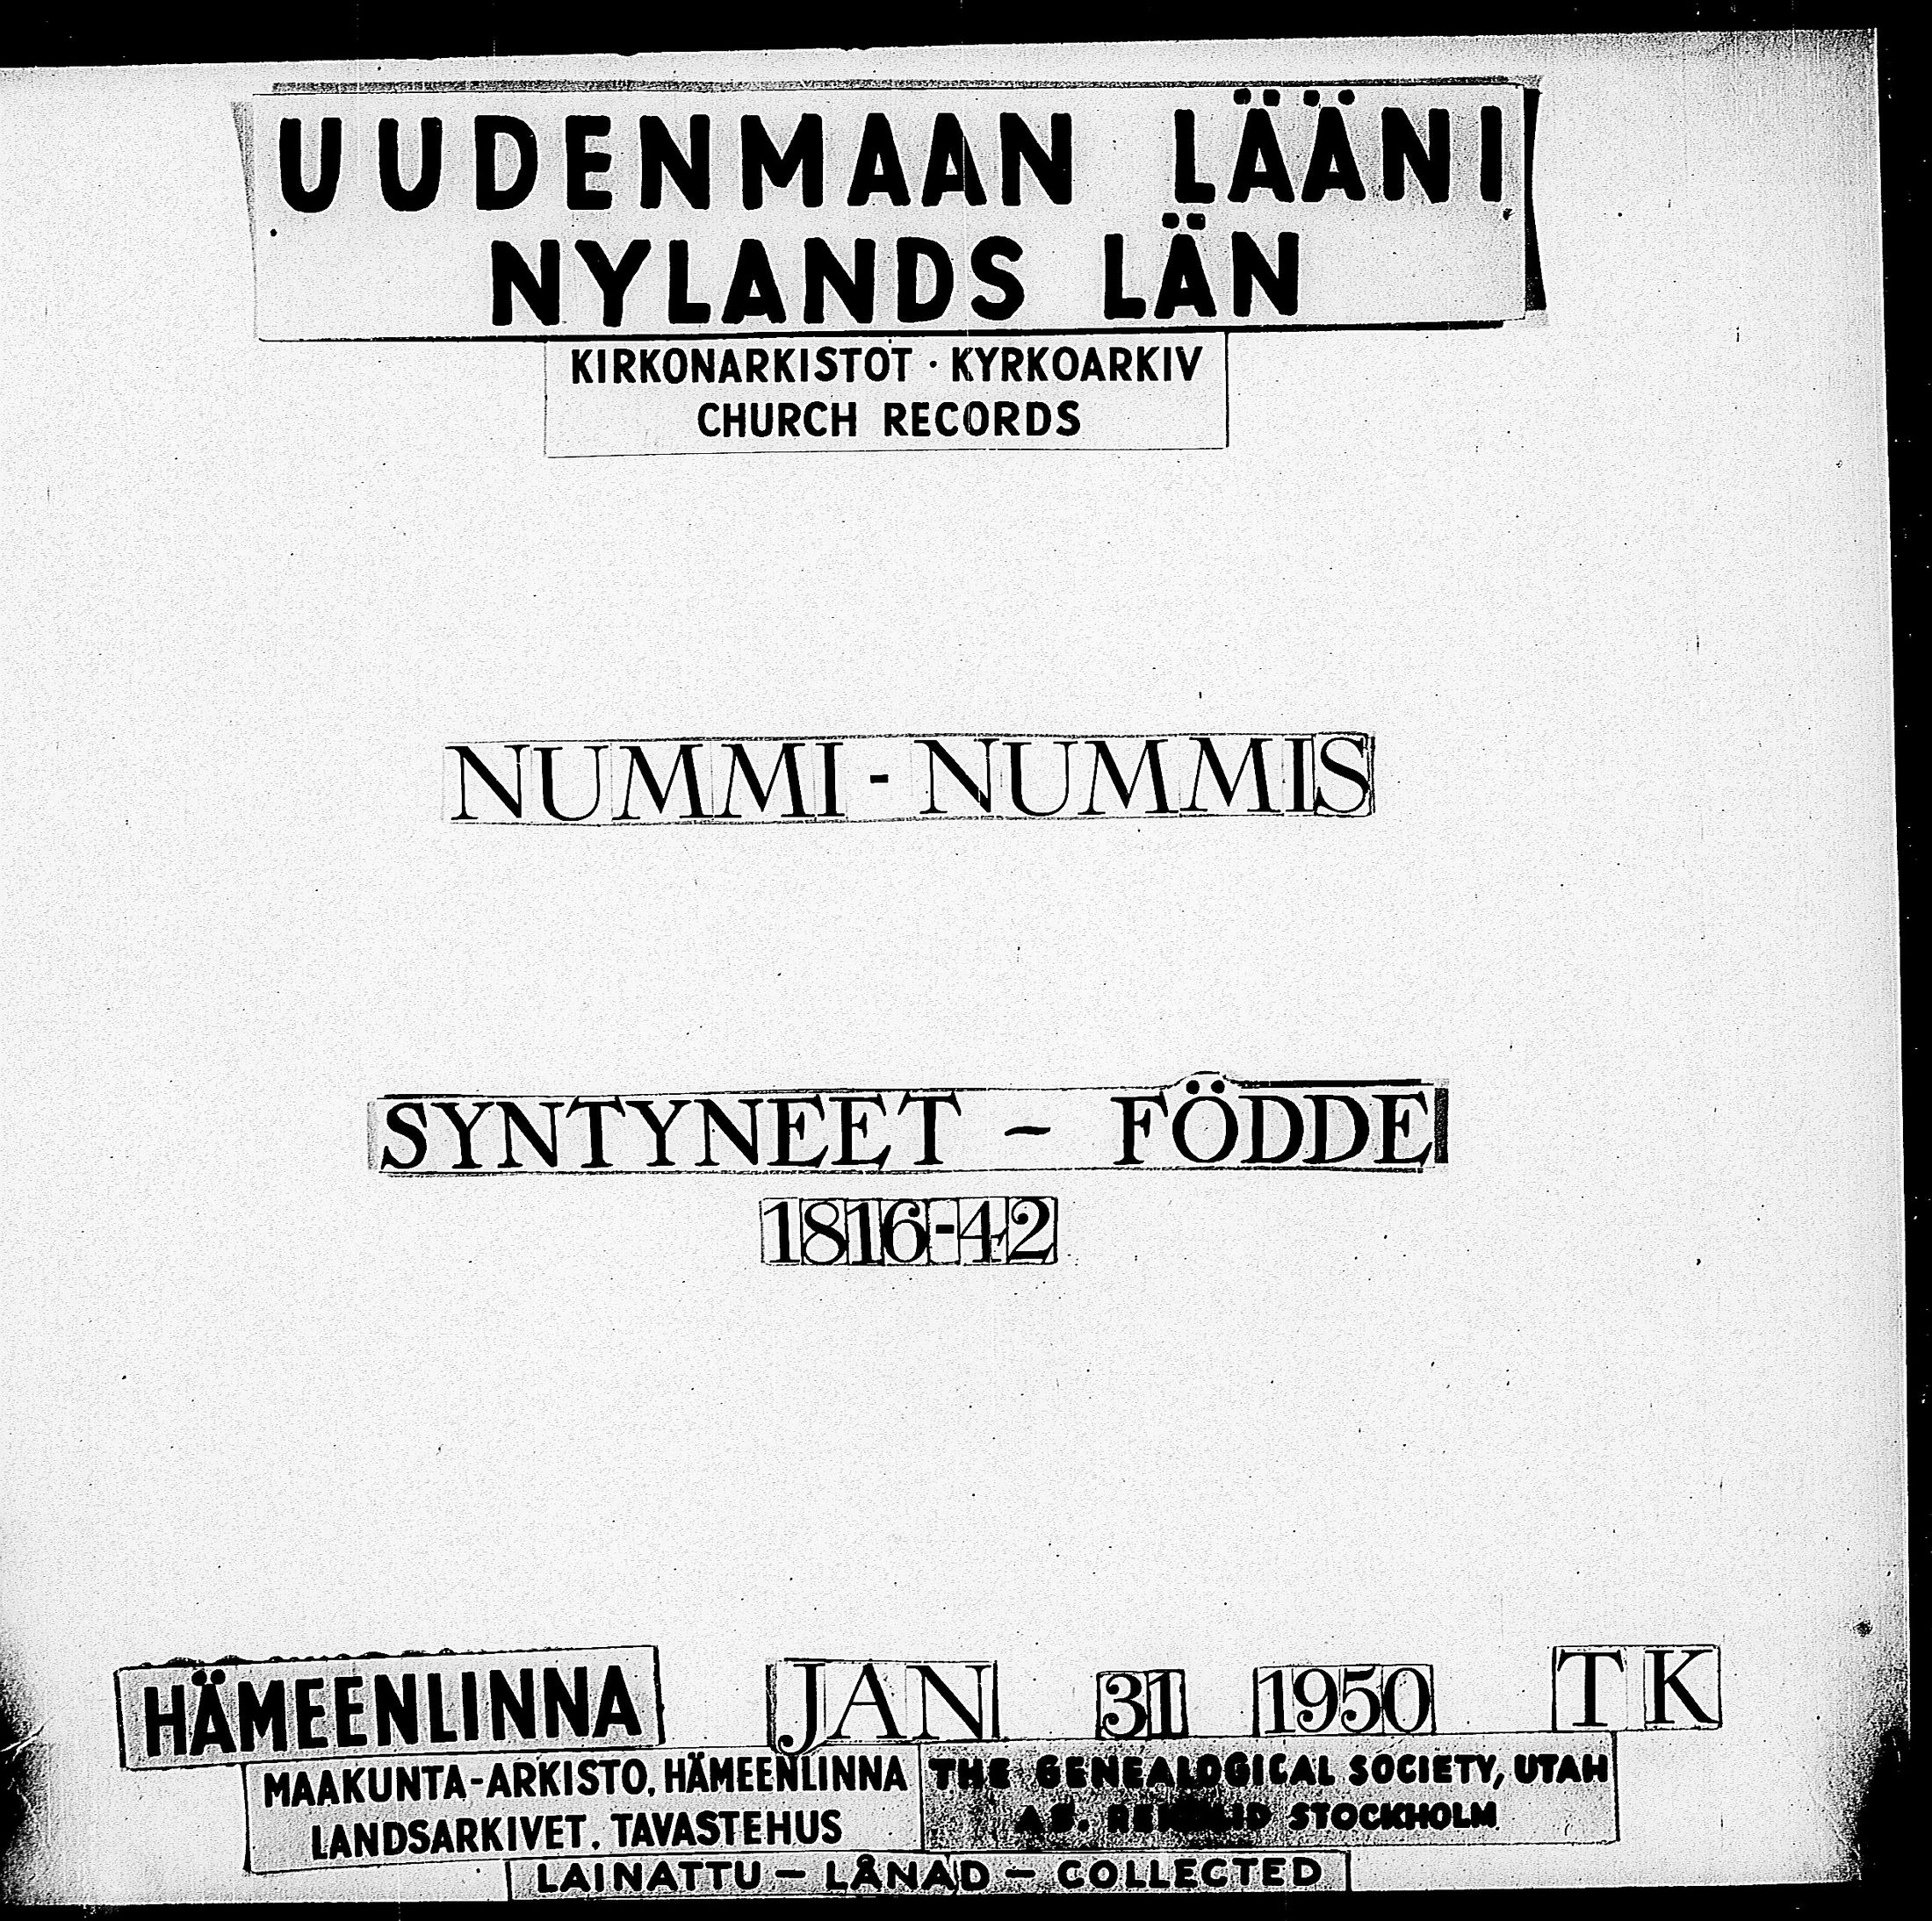 UUDENMAAN LÄÄNI
NYLANDS LÄN
KIRKONARKISTOT · KYRKOARKIV
CHURCH RECORDS
NUMMI - NUMMIS
SYNTYNEET - FÖDDE
1816-42
HÄMEENLINNA JAN 31 1950 TK
MAAKUNTA-ARKISTO, HÄMEENLINNA
LANDSARKIVET, TAVASTEHUS
THE GENEALOGICAL SOCIETY, UTAH
AB. STOCKHOLM
LAINATTU - LÅNAD - COLLECTED